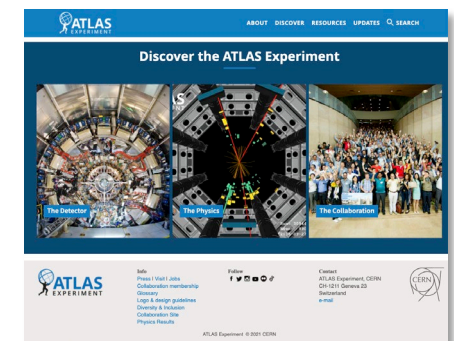 ATLAS
EXPERIMENT
ABOUT DISCOVER RESOURCES UPDATES SEARCH
Discover the ATLAS Experiment
The Detector
The Physics
The Collaboration
ATLAS
EXPERIMENT
Info
Press I Visit I Jobs
Collaboration membership
Glossary
Logo & design guidelines
Diversity & Inclusion
Collaboration Site
Physics Results
Follow
Contact
ATLAS Experiment, CERN
CH-1211 Geneva 23
Switzerland
e-mail
CERN
ATLAS Experiment © 2021 CERN